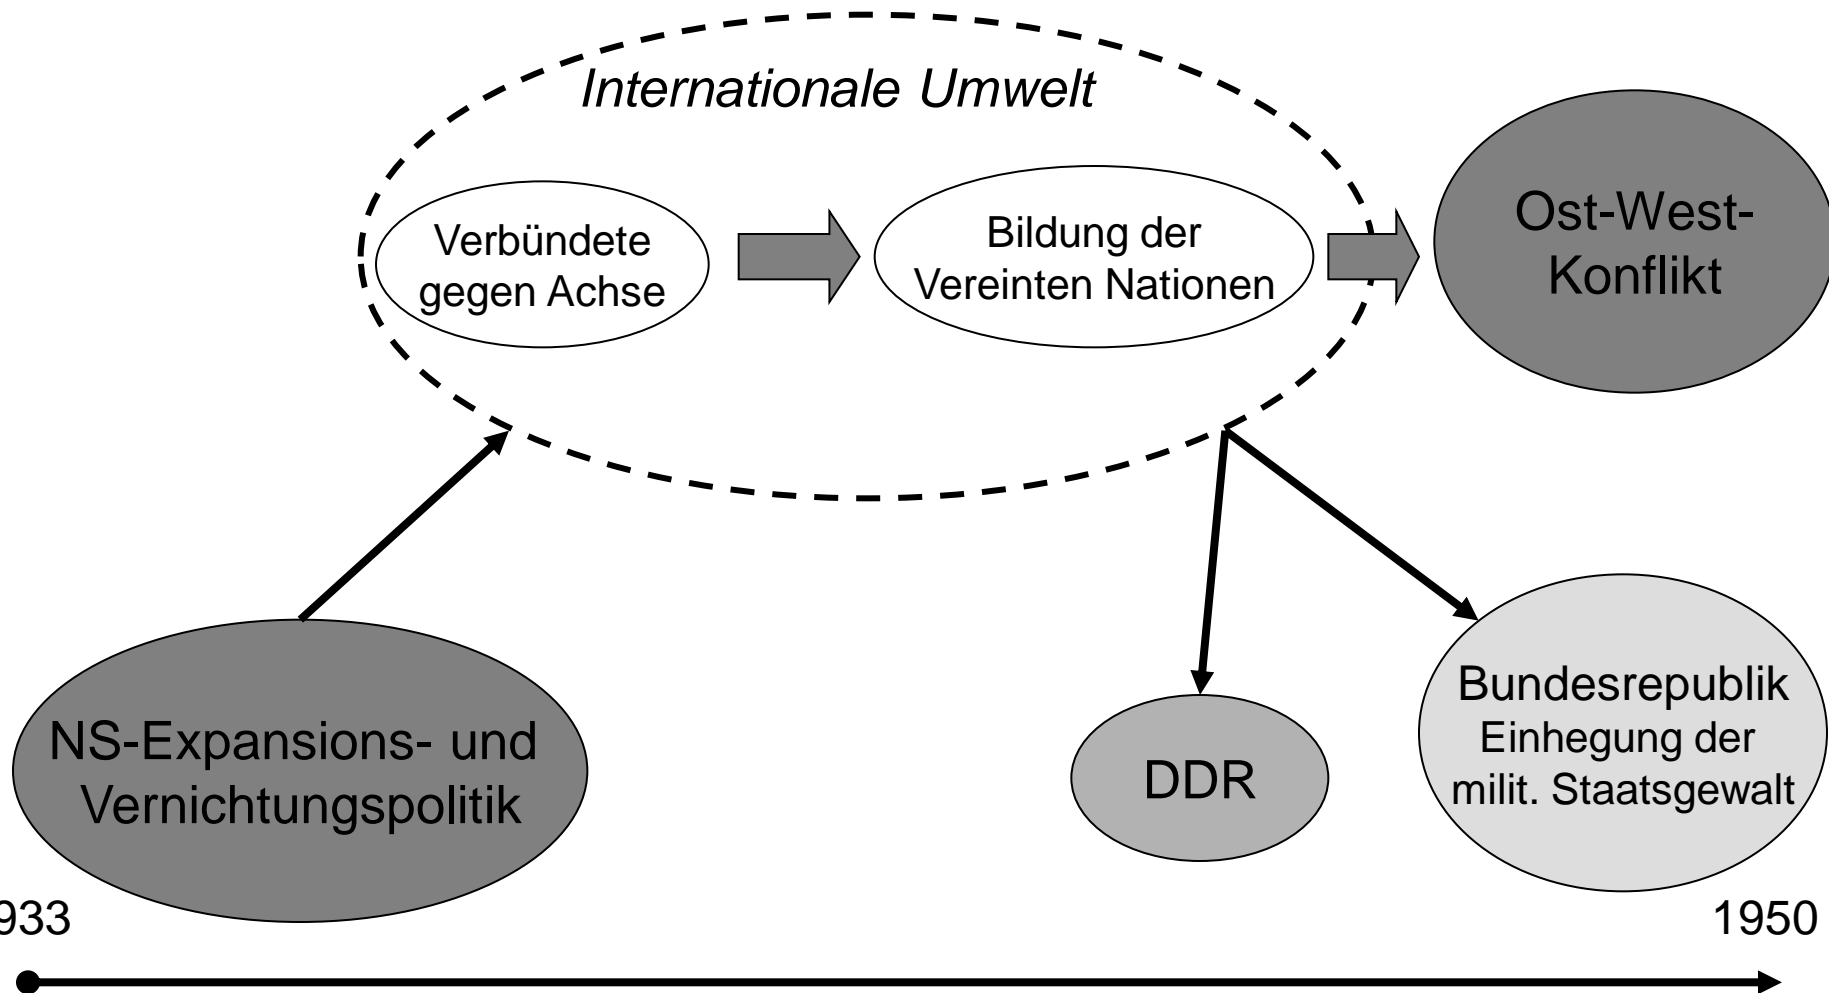 Internationale Umwelt
Verbündete
gegen Achse
Bildung der
Vereinten Nationen
Ost-West-
Konflikt
NS-Expansions- und
Vernichtungspolitik
DDR
Bundesrepublik
Einhegung der
milit. Staatsgewalt
933
1950